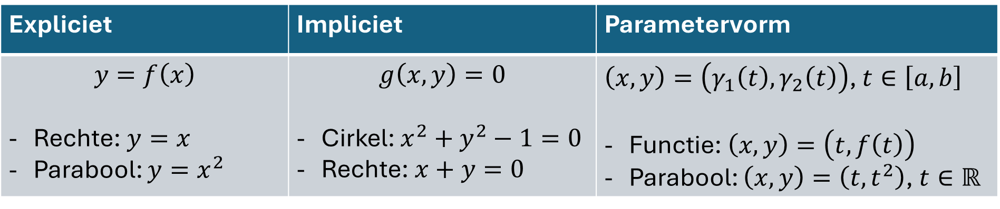 Expliciet
Impliciet
Parametervorm
y = f(x)
g(x, y) = 0
(x, y) = (γ₁(t), γ₂(t)), t ∈ [a, b]
- Rechte: y = x
- Parabool: y = x²
- Cirkel: x² + y² − 1 = 0
- Rechte: x + y = 0
- Functie: (x, y) = (t, f(t))
- Parabool: (x, y) = (t, t²), t ∈ ℝ